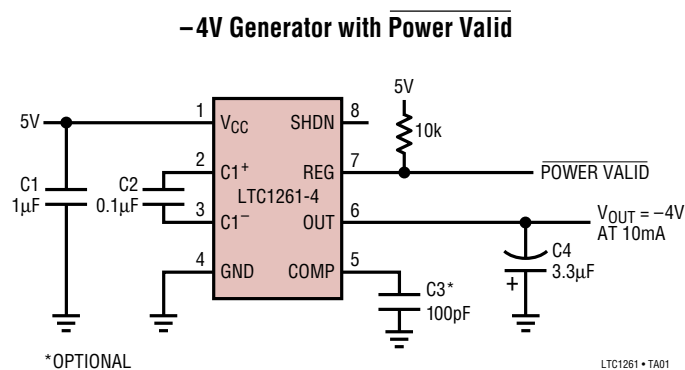 –4V Generator with Power Valid
5V
5V
1
VCC
SHDN
8
10k
2
C1+
REG
7
POWER VALID
C1
1µF
C2
0.1µF
LTC1261-4
3
C1–
OUT
6
VOUT = –4V
AT 10mA
4
GND
COMP
5
C4
3.3µF
+
C3*
100pF
*OPTIONAL
LTC1261 • TA01